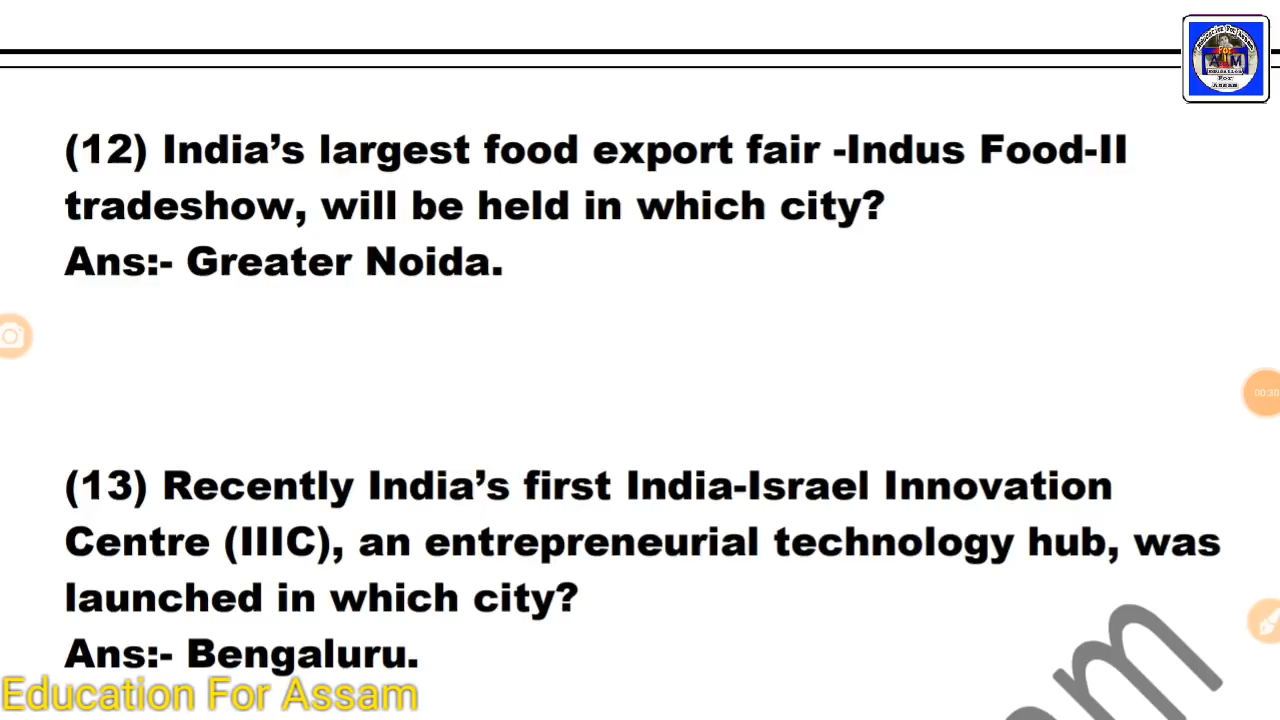 (12) India’s largest food export fair -Indus Food-II
tradeshow, will be held in which city?
Ans:- Greater Noida.
00:30
(13) Recently India’s first India-Israel Innovation
Centre (IIIC), an entrepreneurial technology hub, was
launched in which city?
Ans:- Bengaluru.
Education For Assam